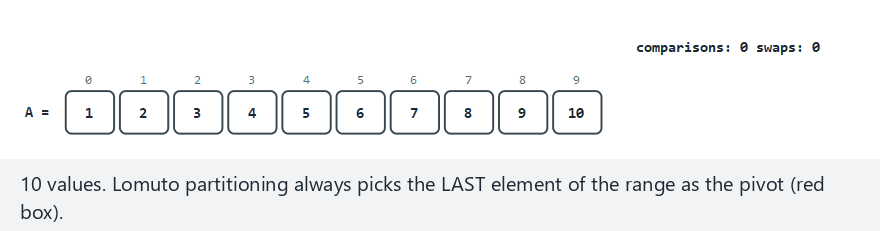 comparisons: 0 swaps: 0
0 1 2 3 4 5 6 7 8 9
A = 1 2 3 4 5 6 7 8 9 10
10 values. Lomuto partitioning always picks the LAST element of the range as the pivot (red
box).